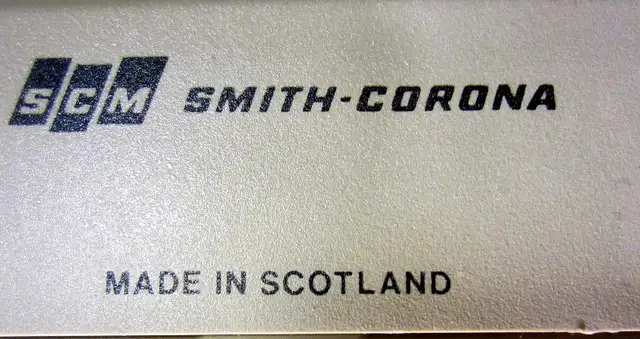 SCM SMITH-CORONA
MADE IN SCOTLAND